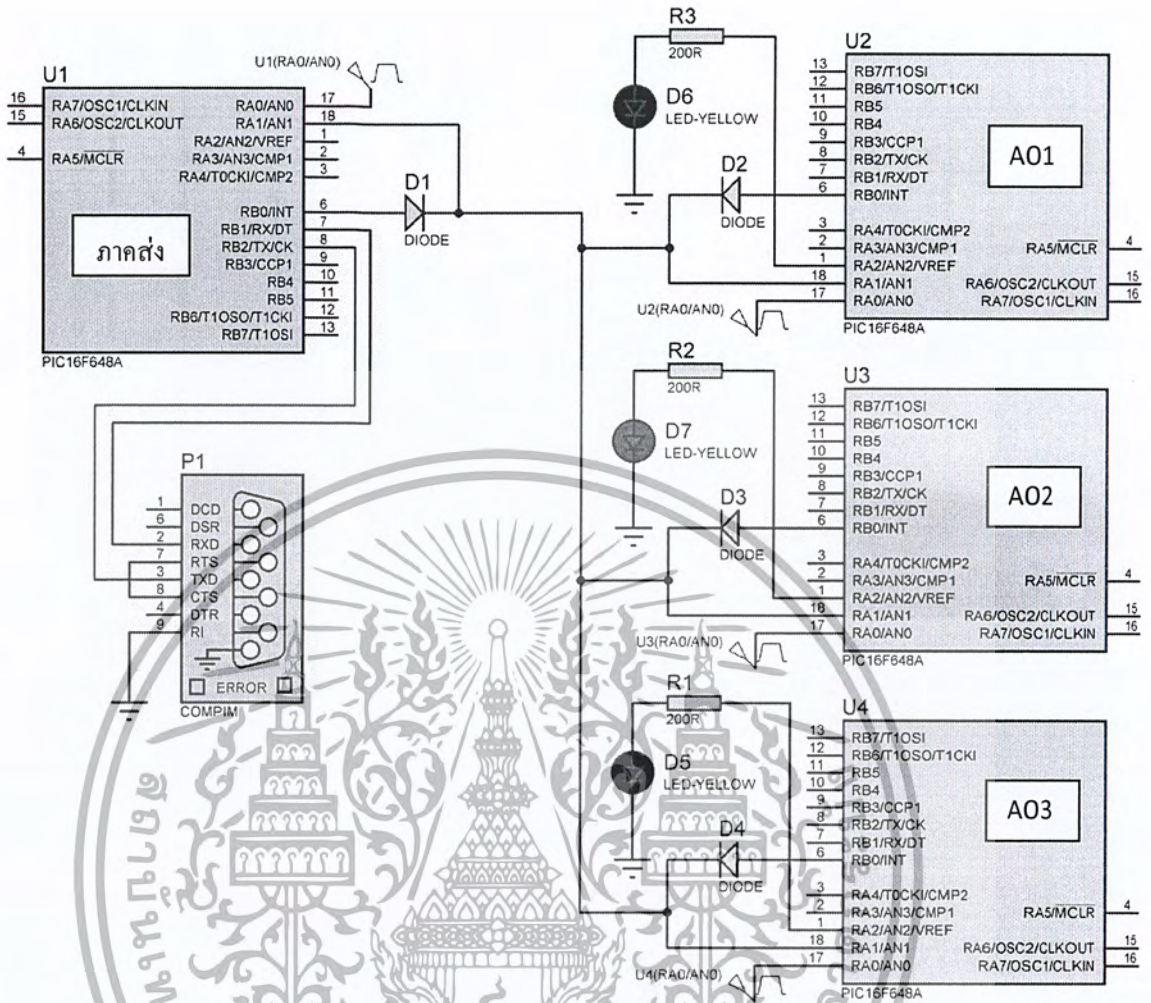 U1
U1(RA0/AN0)
16 RA7/OSC1/CLKIN RA0/AN0 17
15 RA6/OSC2/CLKOUT RA1/AN1 18
RA2/AN2/VREF 1
4 RA5/MCLR RA3/AN3/CMP1 2
RA4/T0CKI/CMP2 3
RB0/INT 6
RB1/RX/DT 7
ภาคส่ง RB2/TX/CK 8
RB3/CCP1 9
RB4 10
RB5 11
RB6/T1OSO/T1CKI 12
RB7/T1OSI 13
PIC16F648A
D1
DIODE
P1
1 DCD
6 DSR
2 RXD
7 RTS
3 TXD
8 CTS
4 DTR
9 RI
ERROR
COMPIM
R3
200R
D6
LED-YELLOW
D2
DIODE
U2(RA0/AN0)
U2
13 RB7/T1OSI
12 RB6/T1OSO/T1CKI
11 RB5
10 RB4
9 RB3/CCP1
8 RB2/TX/CK
7 RB1/RX/DT
6 RB0/INT
AO1
3 RA4/T0CKI/CMP2
2 RA3/AN3/CMP1 RA5/MCLR 4
1 RA2/AN2/VREF
18 RA1/AN1 RA6/OSC2/CLKOUT 15
17 RA0/AN0 RA7/OSC1/CLKIN 16
PIC16F648A
R2
200R
D7
LED-YELLOW
D3
DIODE
U3(RA0/AN0)
U3
13 RB7/T1OSI
12 RB6/T1OSO/T1CKI
11 RB5
10 RB4
9 RB3/CCP1
8 RB2/TX/CK
7 RB1/RX/DT
6 RB0/INT
AO2
3 RA4/T0CKI/CMP2
2 RA3/AN3/CMP1 RA5/MCLR 4
1 RA2/AN2/VREF
18 RA1/AN1 RA6/OSC2/CLKOUT 15
17 RA0/AN0 RA7/OSC1/CLKIN 16
PIC16F648A
R1
200R
D5
LED-YELLOW
D4
DIODE
U4(RA0/AN0)
U4
13 RB7/T1OSI
12 RB6/T1OSO/T1CKI
11 RB5
10 RB4
9 RB3/CCP1
8 RB2/TX/CK
7 RB1/RX/DT
6 RB0/INT
AO3
3 RA4/T0CKI/CMP2
2 RA3/AN3/CMP1 RA5/MCLR 4
1 RA2/AN2/VREF
18 RA1/AN1 RA6/OSC2/CLKOUT 15
17 RA0/AN0 RA7/OSC1/CLKIN 16
PIC16F648A